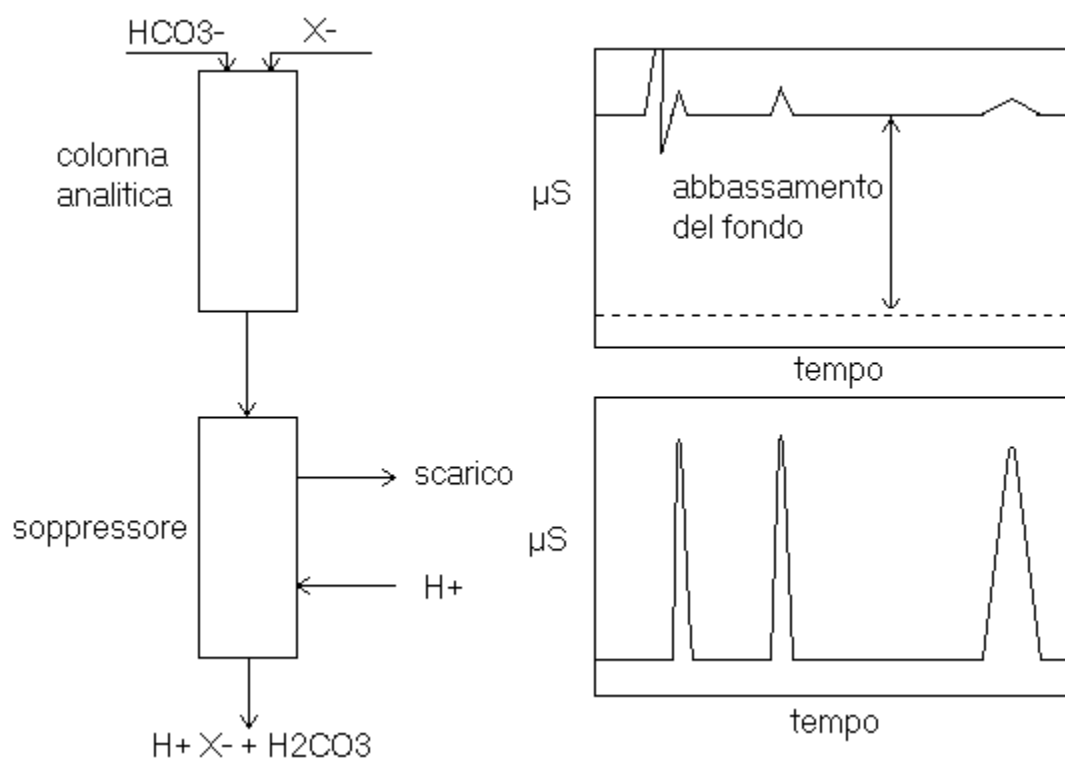 HCO3-
X-
colonna
analitica
soppressore
scarico
H+
H+ X- + H2CO3
µS
abbassamento
del fondo
tempo
µS
tempo